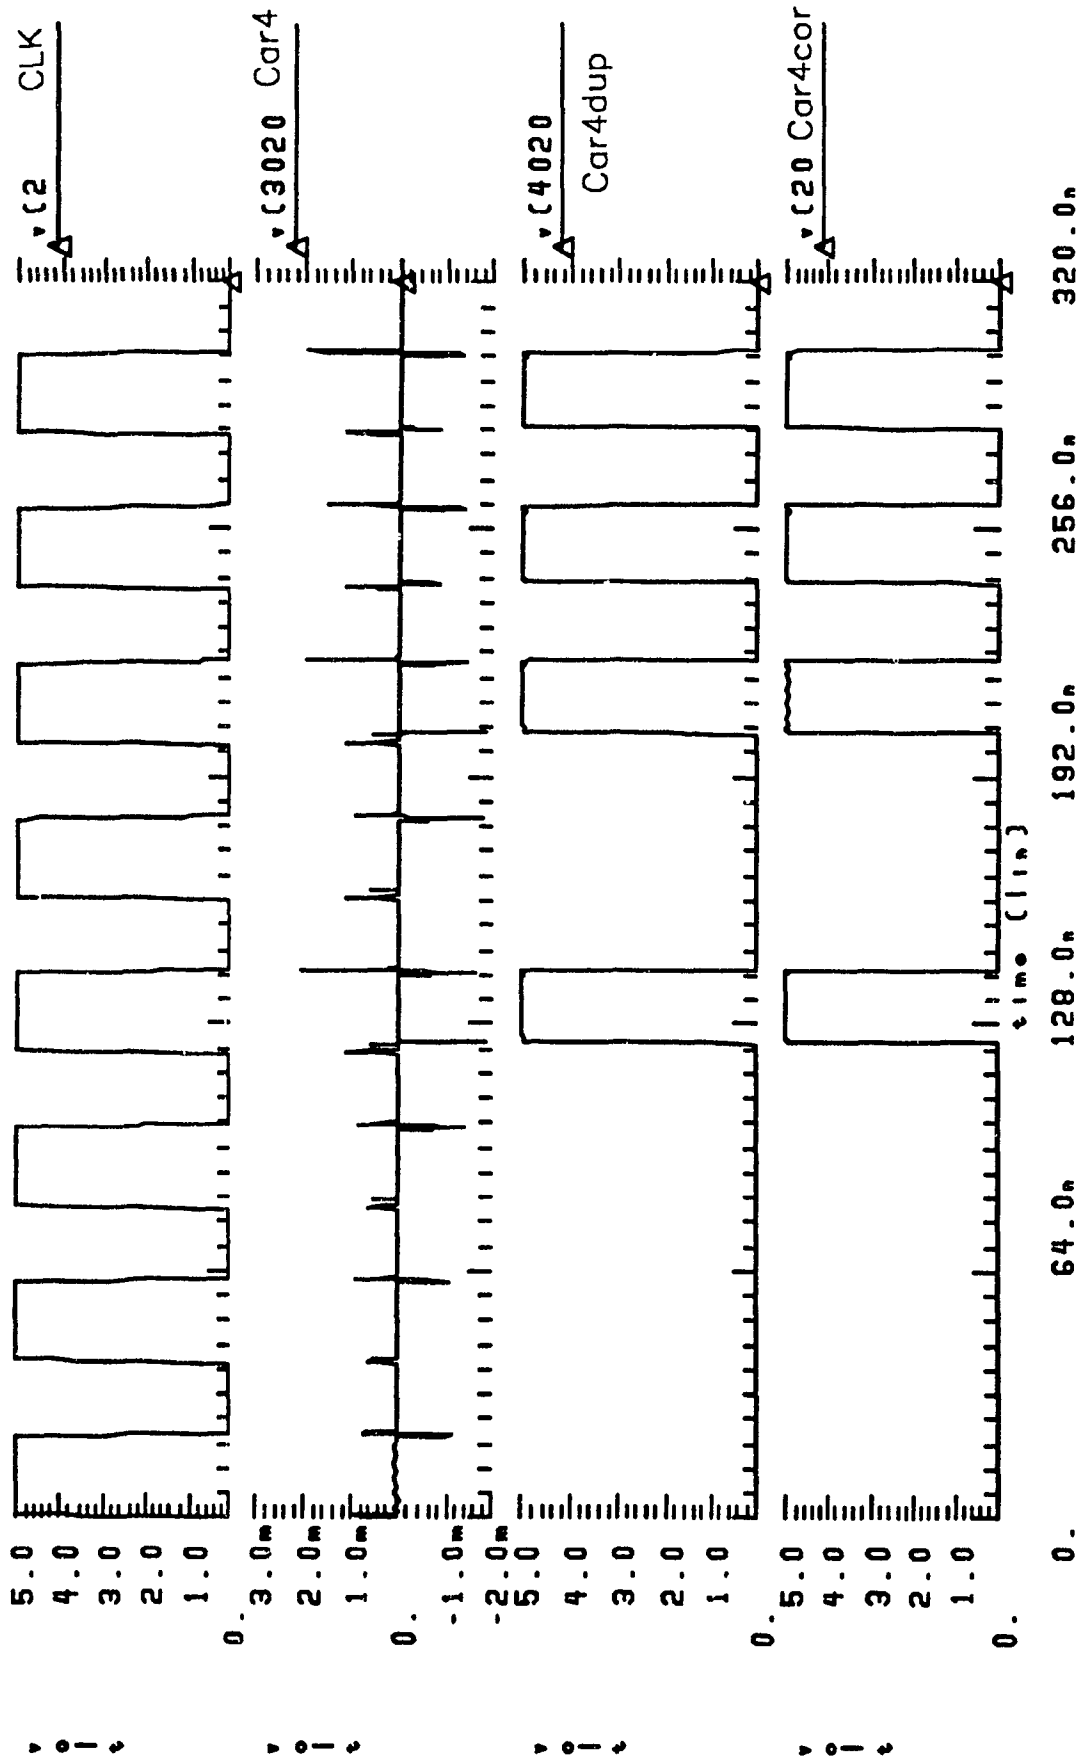 v(2 CLK
volt
5.0
4.0
3.0
2.0
1.0
0.
v(3020 Car4
volt
3.0m
2.0m
1.0m
0.
-1.0m
-2.0m
v(4020
Car4dup
volt
5.0
4.0
3.0
2.0
1.0
0.
v(20 Car4cor
volt
5.0
4.0
3.0
2.0
1.0
0.
0. 64.0n 128.0n 192.0n 256.0n 320.0n
time (lin)